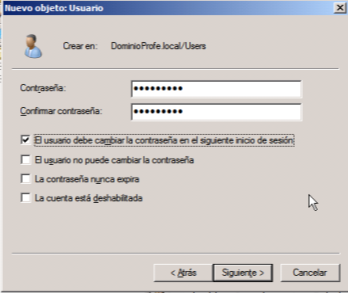 Nuevo objeto: Usuario
Crear en: DominioProfe.local/Users
Contraseña: •••••••••
Confirmar contraseña: •••••••••
El usuario debe cambiar la contraseña en el siguiente inicio de sesión
El usuario no puede cambiar la contraseña
La contraseña nunca expira
La cuenta está deshabilitada
< Atrás Siguiente > Cancelar